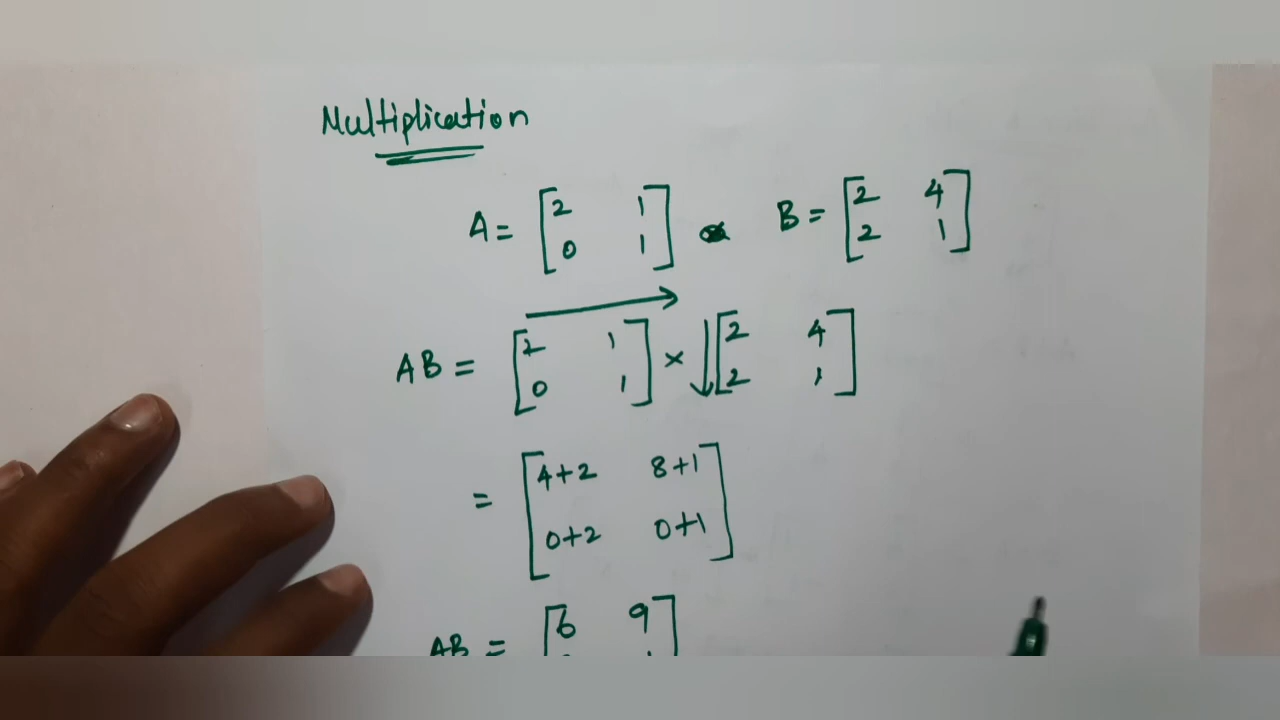 Multiplication
A = [2 1] B = [2 4]
[0 1] [2 1]
AB = [2 1] × [2 4]
[0 1] [2 1]
= [4+2 8+1]
[0+2 0+1]
AB = [6 9]